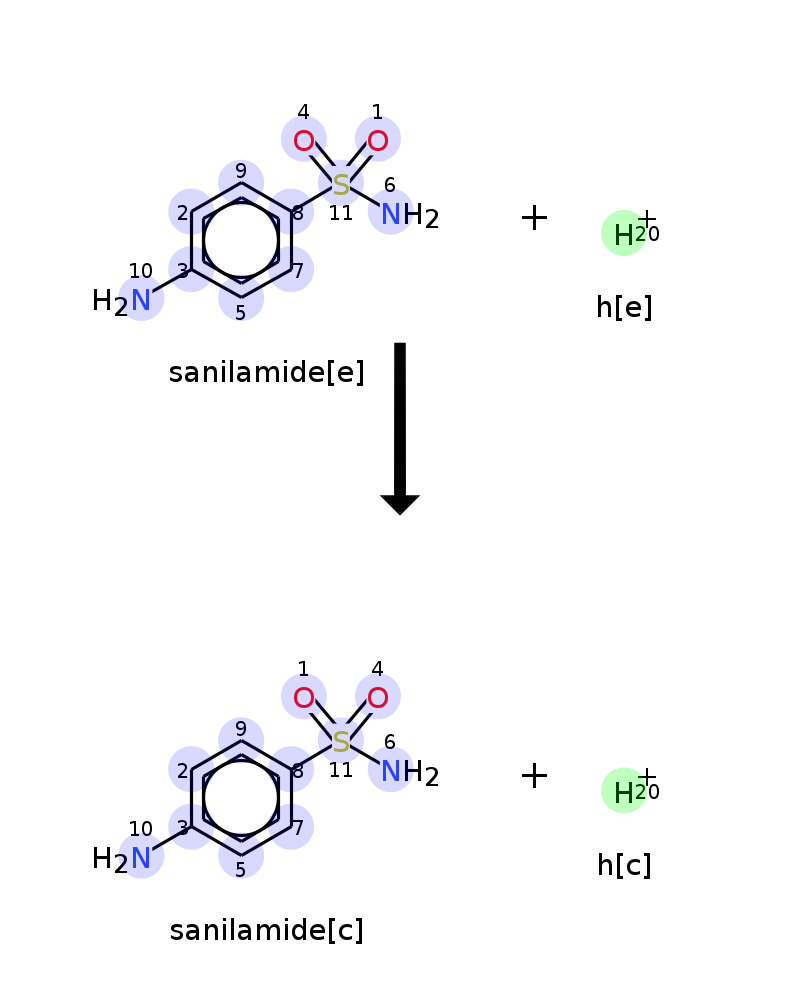 4 1
O O
9 S 6
2 8 11 NH2 + H+ 20
10 3 7
H2N 5 h[e]
sanilamide[e]
1 4
O O
9 S 6
2 8 11 NH2 + H+ 20
10 3 7
H2N 5 h[c]
sanilamide[c]